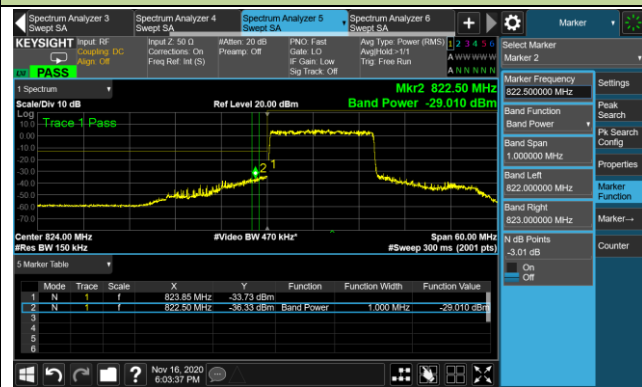 Spectrum Analyzer 3 Spectrum Analyzer 4 Spectrum Analyzer 5 Spectrum Analyzer 6
Swept SA Swept SA Swept SA Swept SA
+ Marker
KEYSIGHT Input: RF Input Z: 50 Ω #Atten: 20 dB PNO: Fast Avg Type: Power (RMS) 1 2 3 4 5 6
Coupling: DC Corrections: On Preamp: Off Gate: LO Avg|Hold:>1/1 A W W W W W
Align: Off Freq Ref: Int (S) IF Gain: Low Trig: Free Run
Sig Track: Off A N N N N N
LXI PASS
1 Spectrum
Mkr2 822.50 MHz
Scale/Div 10 dB Ref Level 20.00 dBm Band Power -29.010 dBm
Log
Trace 1 Pass
10.0
0.00
-10.0
-20.0
-30.0
-40.0
-50.0
-60.0
-70.0
2 1
Center 824.00 MHz #Video BW 470 kHz* Span 60.00 MHz
#Res BW 150 kHz #Sweep 300 ms (2001 pts)
5 Marker Table
Mode Trace Scale X Y Function Function Width Function Value
1 N 1 f 823.85 MHz -33.73 dBm
2 N 1 f 822.50 MHz -36.33 dBm Band Power 1.000 MHz -29.010 dBm
3
4
5
6
Nov 16, 2020
6:03:37 PM
?
Select Marker
Marker 2
Marker Frequency
822.500000 MHz
Band Function
Band Power
Band Span
1.000000 MHz
Band Left
822.000000 MHz
Band Right
823.000000 MHz
N dB Points
-3.01 dB
On
Off
Settings
Peak
Search
Pk Search
Config
Properties
Marker
Function
Marker→
Counter